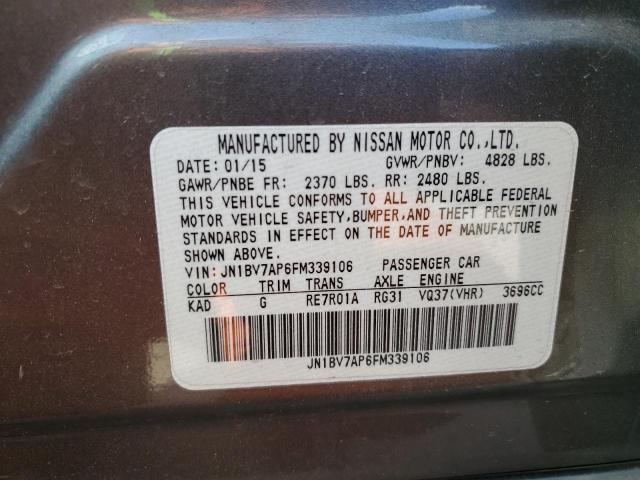 MANUFACTURED BY NISSAN MOTOR CO.,LTD.
DATE: 01/15 GVWR/PNBV: 4828 LBS.
GAWR/PNBE FR: 2370 LBS. RR: 2480 LBS.
THIS VEHICLE CONFORMS TO ALL APPLICABLE FEDERAL
MOTOR VEHICLE SAFETY,BUMPER,AND THEFT PREVENTION
STANDARDS IN EFFECT ON THE DATE OF MANUFACTURE
SHOWN ABOVE.
VIN: JN1BV7AP6FM339106 PASSENGER CAR
COLOR TRIM TRANS AXLE ENGINE
KAD G RE7R01A RG31 VQ37(VHR) 3696CC
JN1BV7AP6FM339106